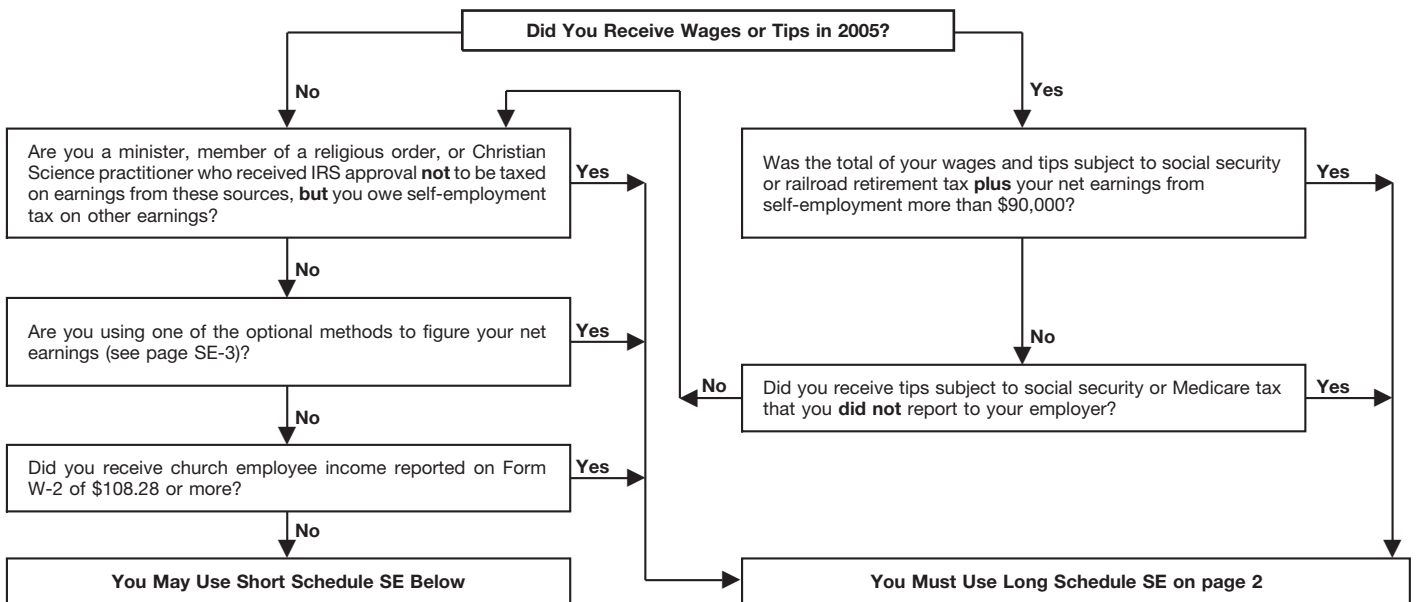 Did You Receive Wages or Tips in 2005?
No
Yes
Are you a minister, member of a religious order, or Christian
Science practitioner who received IRS approval not to be taxed
on earnings from these sources, but you owe self-employment
tax on other earnings?
Yes
Was the total of your wages and tips subject to social security
or railroad retirement tax plus your net earnings from
self-employment more than $90,000?
Yes
No
No
Are you using one of the optional methods to figure your net
earnings (see page SE-3)?
Yes
No
Did you receive tips subject to social security or Medicare tax
that you did not report to your employer?
Yes
No
Did you receive church employee income reported on Form
W-2 of $108.28 or more?
Yes
No
You May Use Short Schedule SE Below
You Must Use Long Schedule SE on page 2